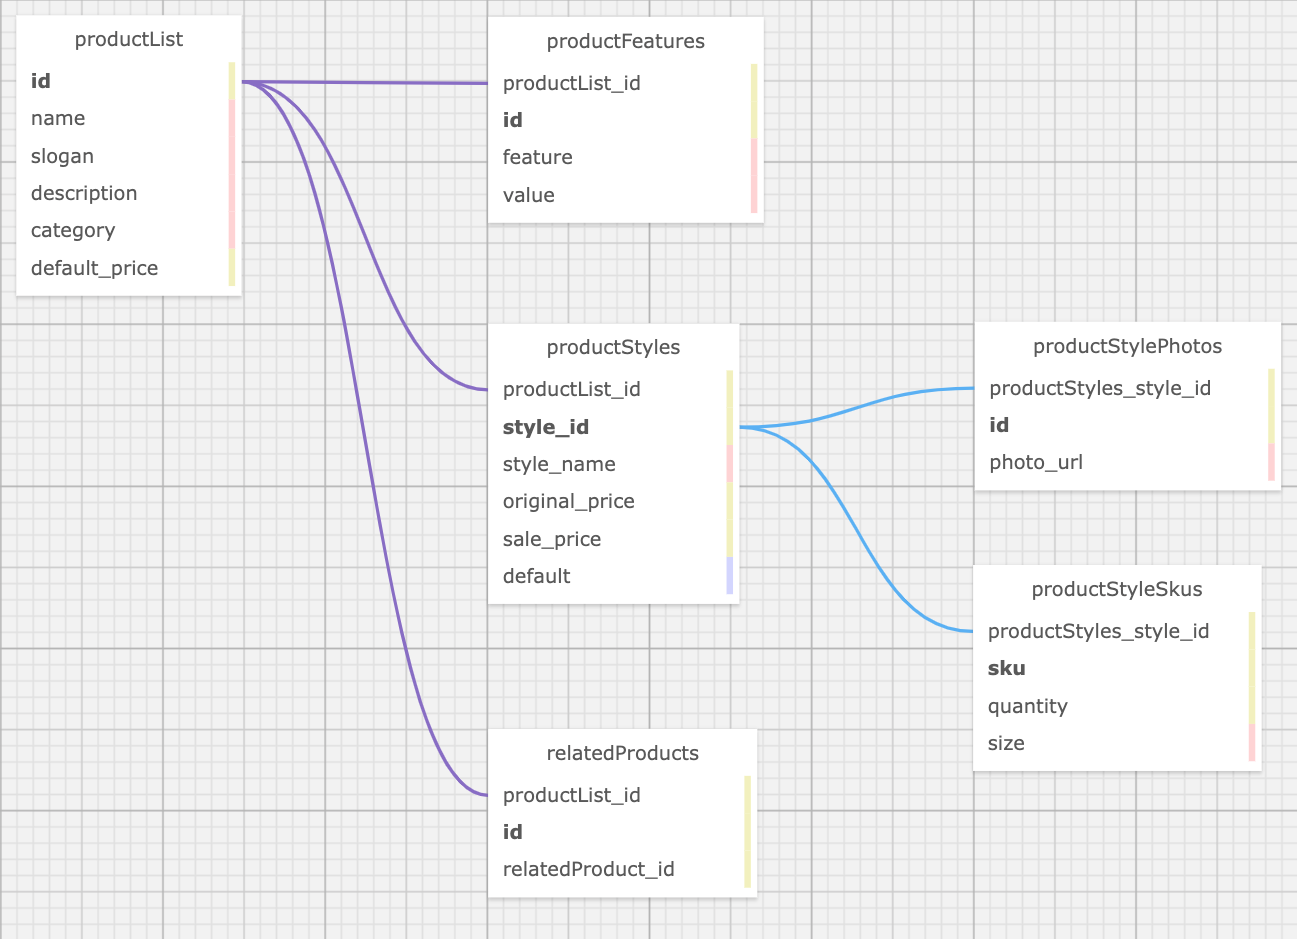 productList
id
name
slogan
description
category
default_price
productFeatures
productList_id
id
feature
value
productStyles
productList_id
style_id
style_name
original_price
sale_price
default
productStylePhotos
productStyles_style_id
id
photo_url
productStyleSkus
productStyles_style_id
sku
quantity
size
relatedProducts
productList_id
id
relatedProduct_id